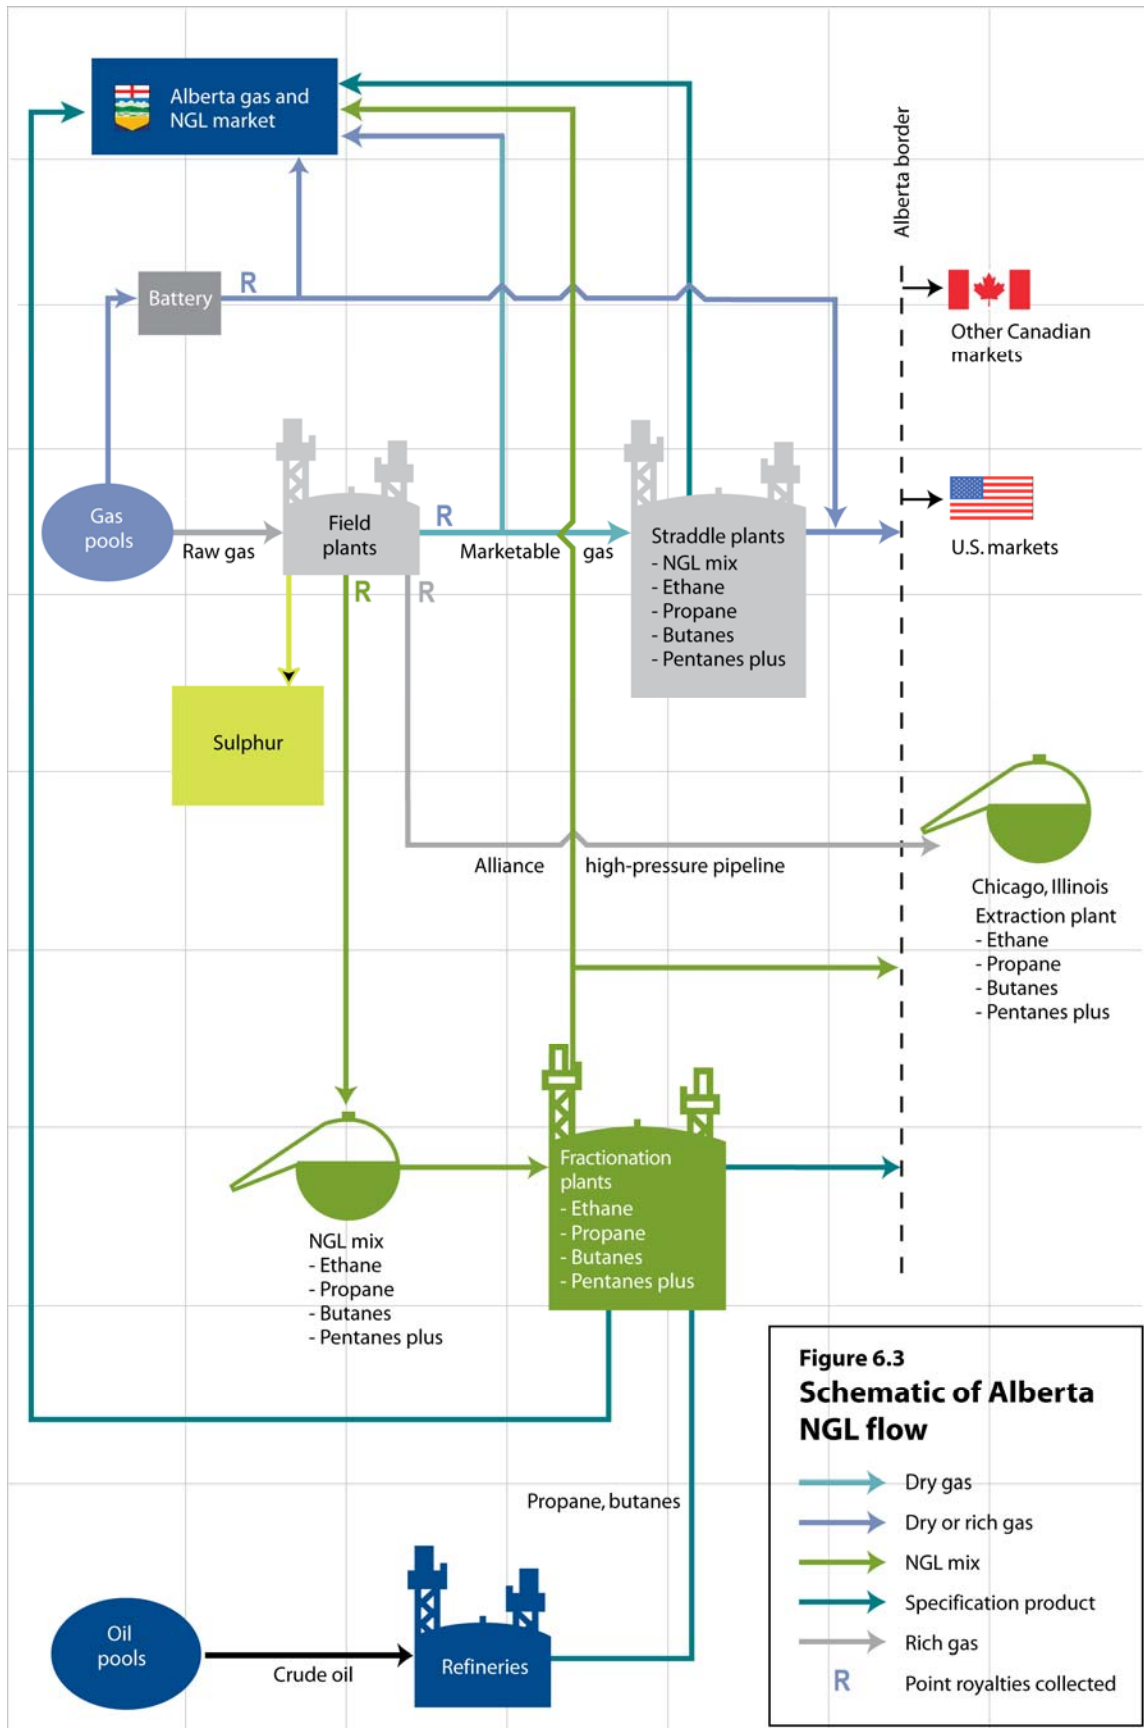 Alberta gas and
NGL market
Alberta border
Battery
R
Other Canadian
markets
Gas
pools
Raw gas
Field
plants
R
Marketable gas
Straddle plants
- NGL mix
- Ethane
- Propane
- Butanes
- Pentanes plus
U.S. markets
R
R
Sulphur
Alliance high-pressure pipeline
Chicago, Illinois
Extraction plant
- Ethane
- Propane
- Butanes
- Pentanes plus
Fractionation
plants
- Ethane
- Propane
- Butanes
- Pentanes plus
NGL mix
- Ethane
- Propane
- Butanes
- Pentanes plus
Propane, butanes
Oil
pools
Crude oil
Refineries
Figure 6.3
Schematic of Alberta
NGL flow
Dry gas
Dry or rich gas
NGL mix
Specification product
Rich gas
R Point royalties collected